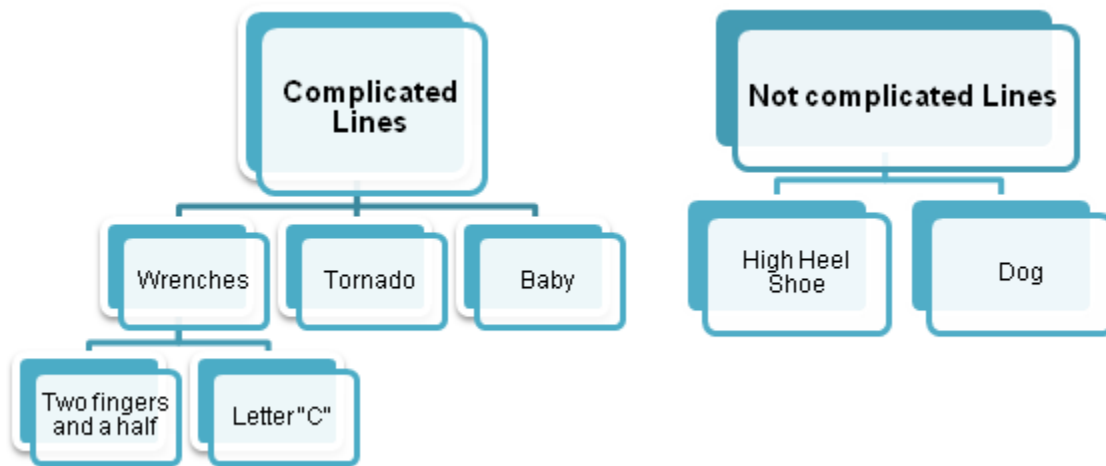 Complicated
Lines
Not complicated Lines
Wrenches
Tornado
Baby
High Heel
Shoe
Dog
Two fingers
and a half
Letter "C"